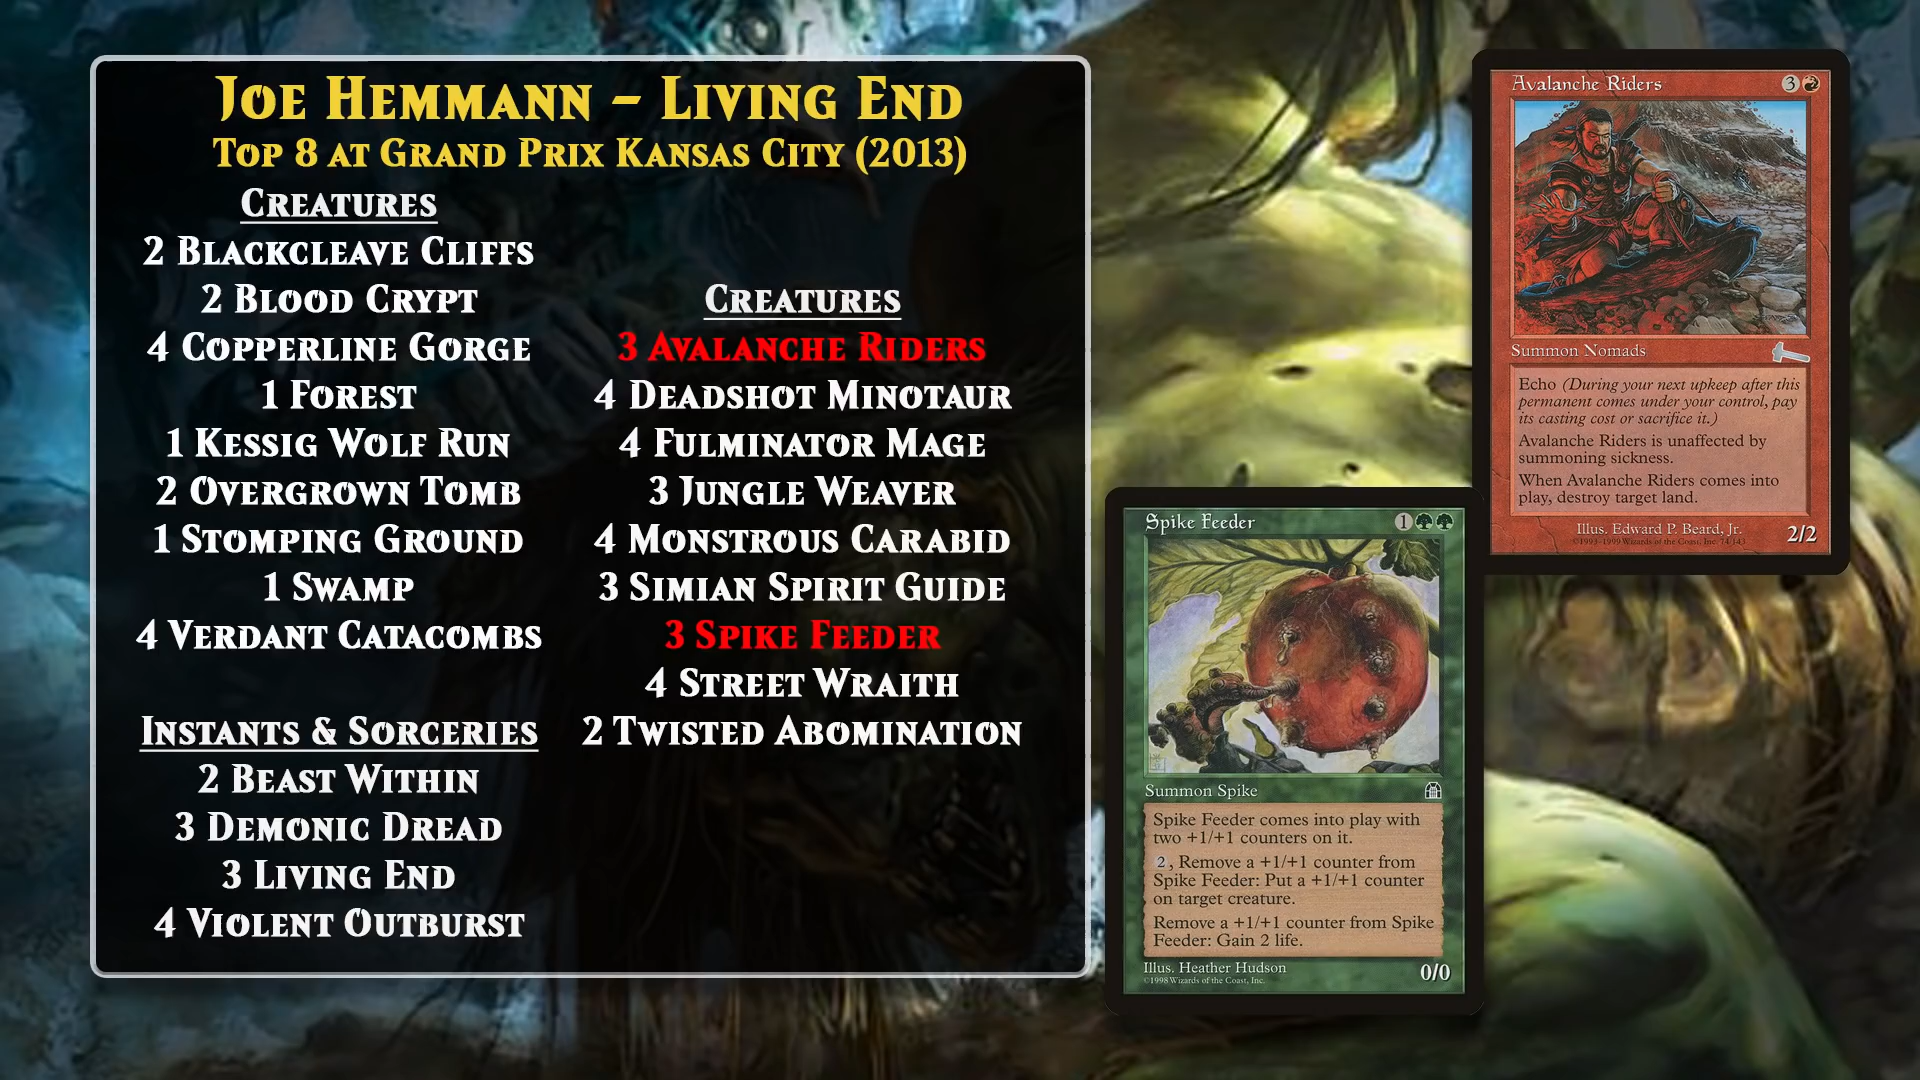 Joe Hemmann – Living End
Top 8 at Grand Prix Kansas City (2013)
Creatures
2 Blackcleave Cliffs
2 Blood Crypt
4 Copperline Gorge
1 Forest
1 Kessig Wolf Run
2 Overgrown Tomb
1 Stomping Ground
1 Swamp
4 Verdant Catacombs
Instants & Sorceries
2 Beast Within
3 Demonic Dread
3 Living End
4 Violent Outburst
Creatures
3 Avalanche Riders
4 Deadshot Minotaur
4 Fulminator Mage
3 Jungle Weaver
4 Monstrous Carabid
3 Simian Spirit Guide
3 Spike Feeder
4 Street Wraith
2 Twisted Abomination
Spike Feeder
1
Summon Spike
Spike Feeder comes into play with
two +1/+1 counters on it.
2, Remove a +1/+1 counter from
Spike Feeder: Put a +1/+1 counter
on target creature.
Remove a +1/+1 counter from Spike
Feeder: Gain 2 life.
Illus. Heather Hudson
©1998 Wizards of the Coast, Inc.
0/0
Avalanche Riders
3
Summon Nomads
Echo (During your next upkeep after this
permanent comes under your control, pay
its casting cost or sacrifice it.)
Avalanche Riders is unaffected by
summoning sickness.
When Avalanche Riders comes into
play, destroy target land.
Illus. Edward P. Beard, Jr.
©1993-1999 Wizards of the Coast, Inc. 74/143
2/2